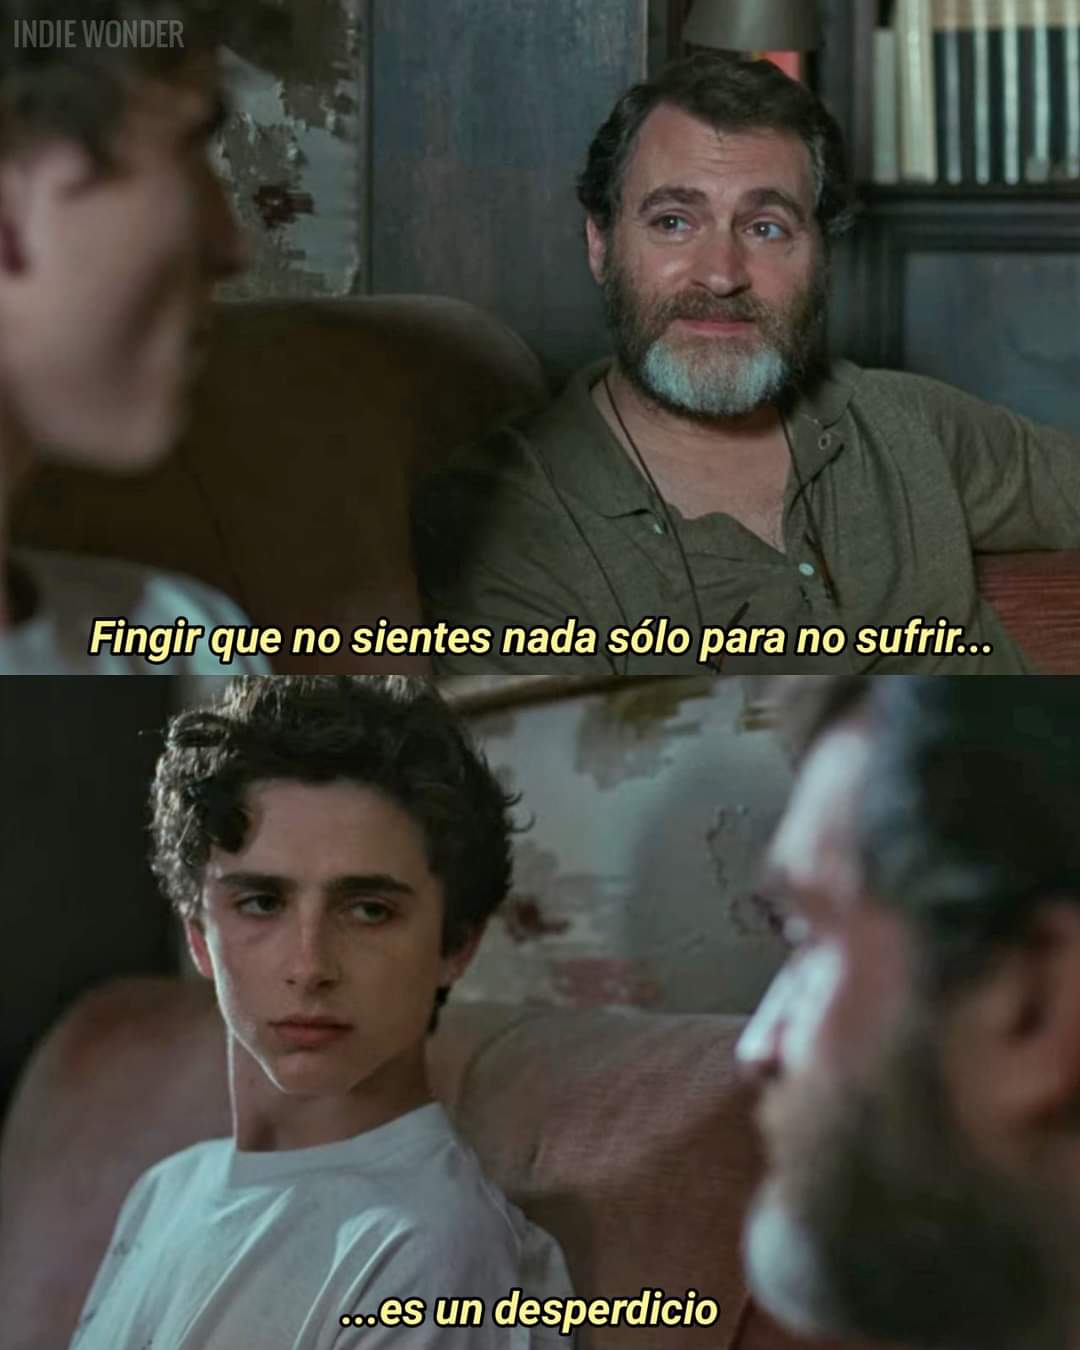 INDIE WONDER
Fingir que no sientes nada sólo para no sufrir...
...es un desperdicio